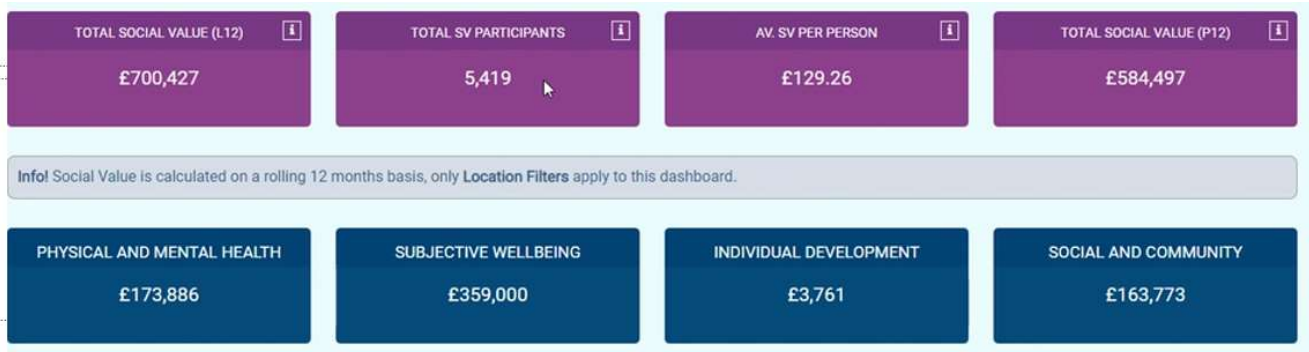 TOTAL SOCIAL VALUE (L12) i
TOTAL SV PARTICIPANTS i
AV. SV PER PERSON i
TOTAL SOCIAL VALUE (P12) i
£700,427
5,419
£129.26
£584,497
Info! Social Value is calculated on a rolling 12 months basis, only Location Filters apply to this dashboard.
PHYSICAL AND MENTAL HEALTH
SUBJECTIVE WELLBEING
INDIVIDUAL DEVELOPMENT
SOCIAL AND COMMUNITY
£173,886
£359,000
£3,761
£163,773